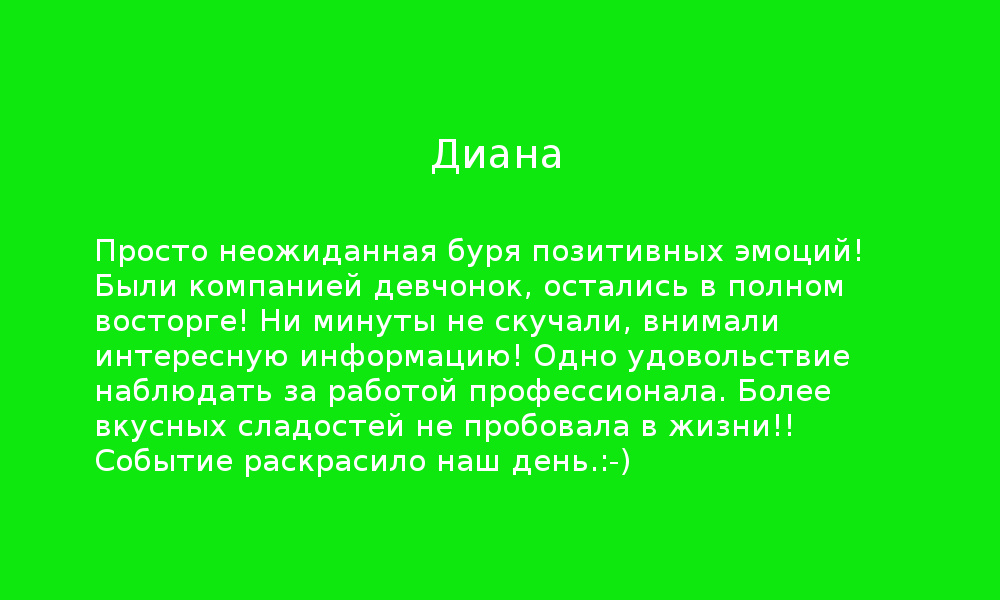 Диана
Просто неожиданная буря позитивных эмоций!
Были компанией девчонок, остались в полном
восторге! Ни минуты не скучали, внимали
интересную информацию! Одно удовольствие
наблюдать за работой профессионала. Более
вкусных сладостей не пробовала в жизни!!
Событие раскрасило наш день.:-)